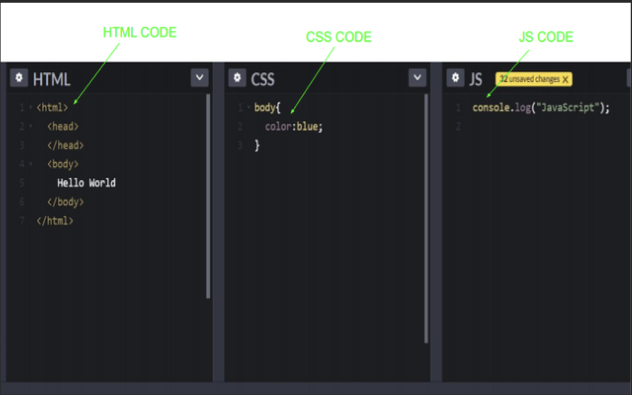 HTML CODE
CSS CODE
JS CODE
HTML
1 <html>
2 <head>
3 </head>
4 <body>
5 Hello World
6 </body>
7 </html>
CSS
1 body{
2 color:blue;
3 }
JS
32 unsaved changes X
1 console.log("JavaScript");
2